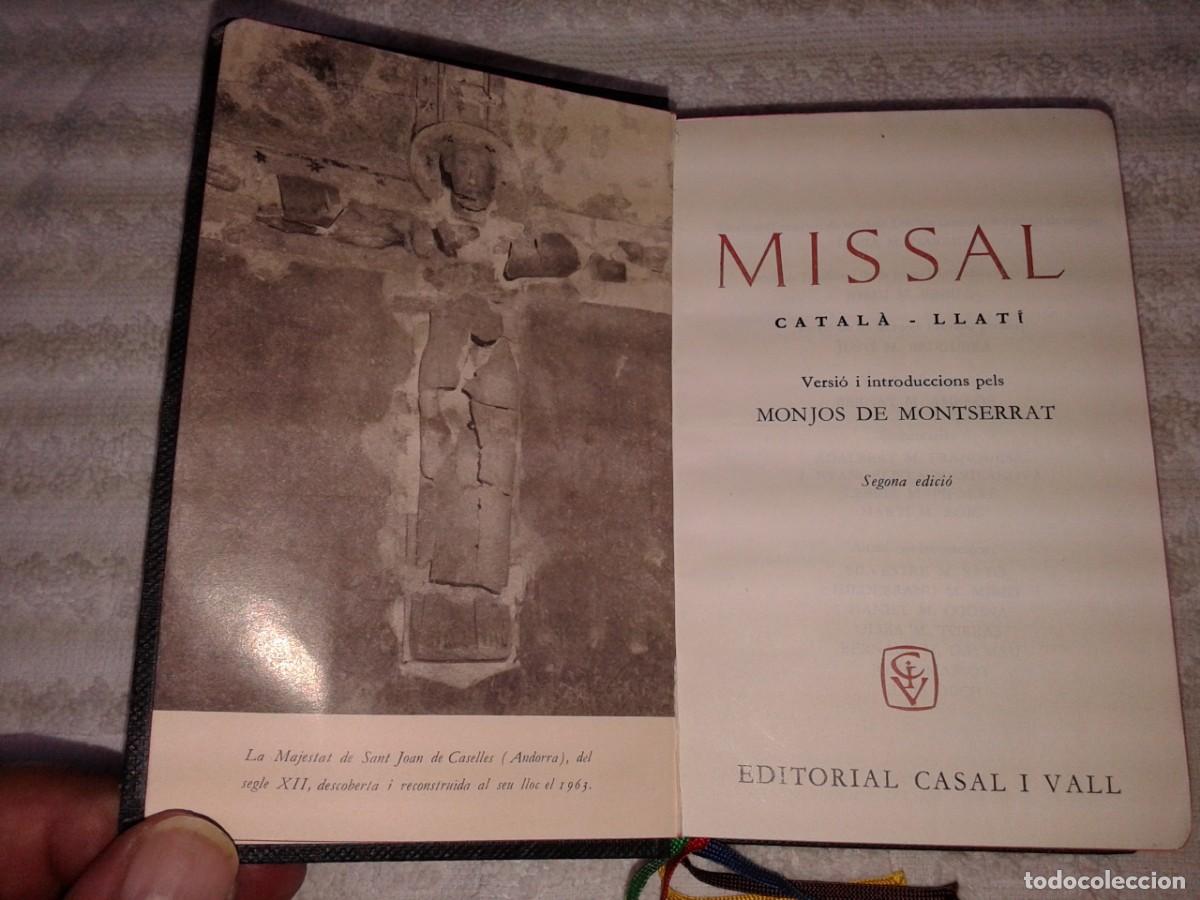 La Majestat de Sant Joan de Caselles (Andorra), del
segle XII, descoberta i reconstruida al seu lloc el 1963.
MISSAL
CATALÀ - LLATÍ
Versió i introduccions pels
MONJOS DE MONTSERRAT
Segona edició
CiV
EDITORIAL CASAL I VALL
todocoleccion